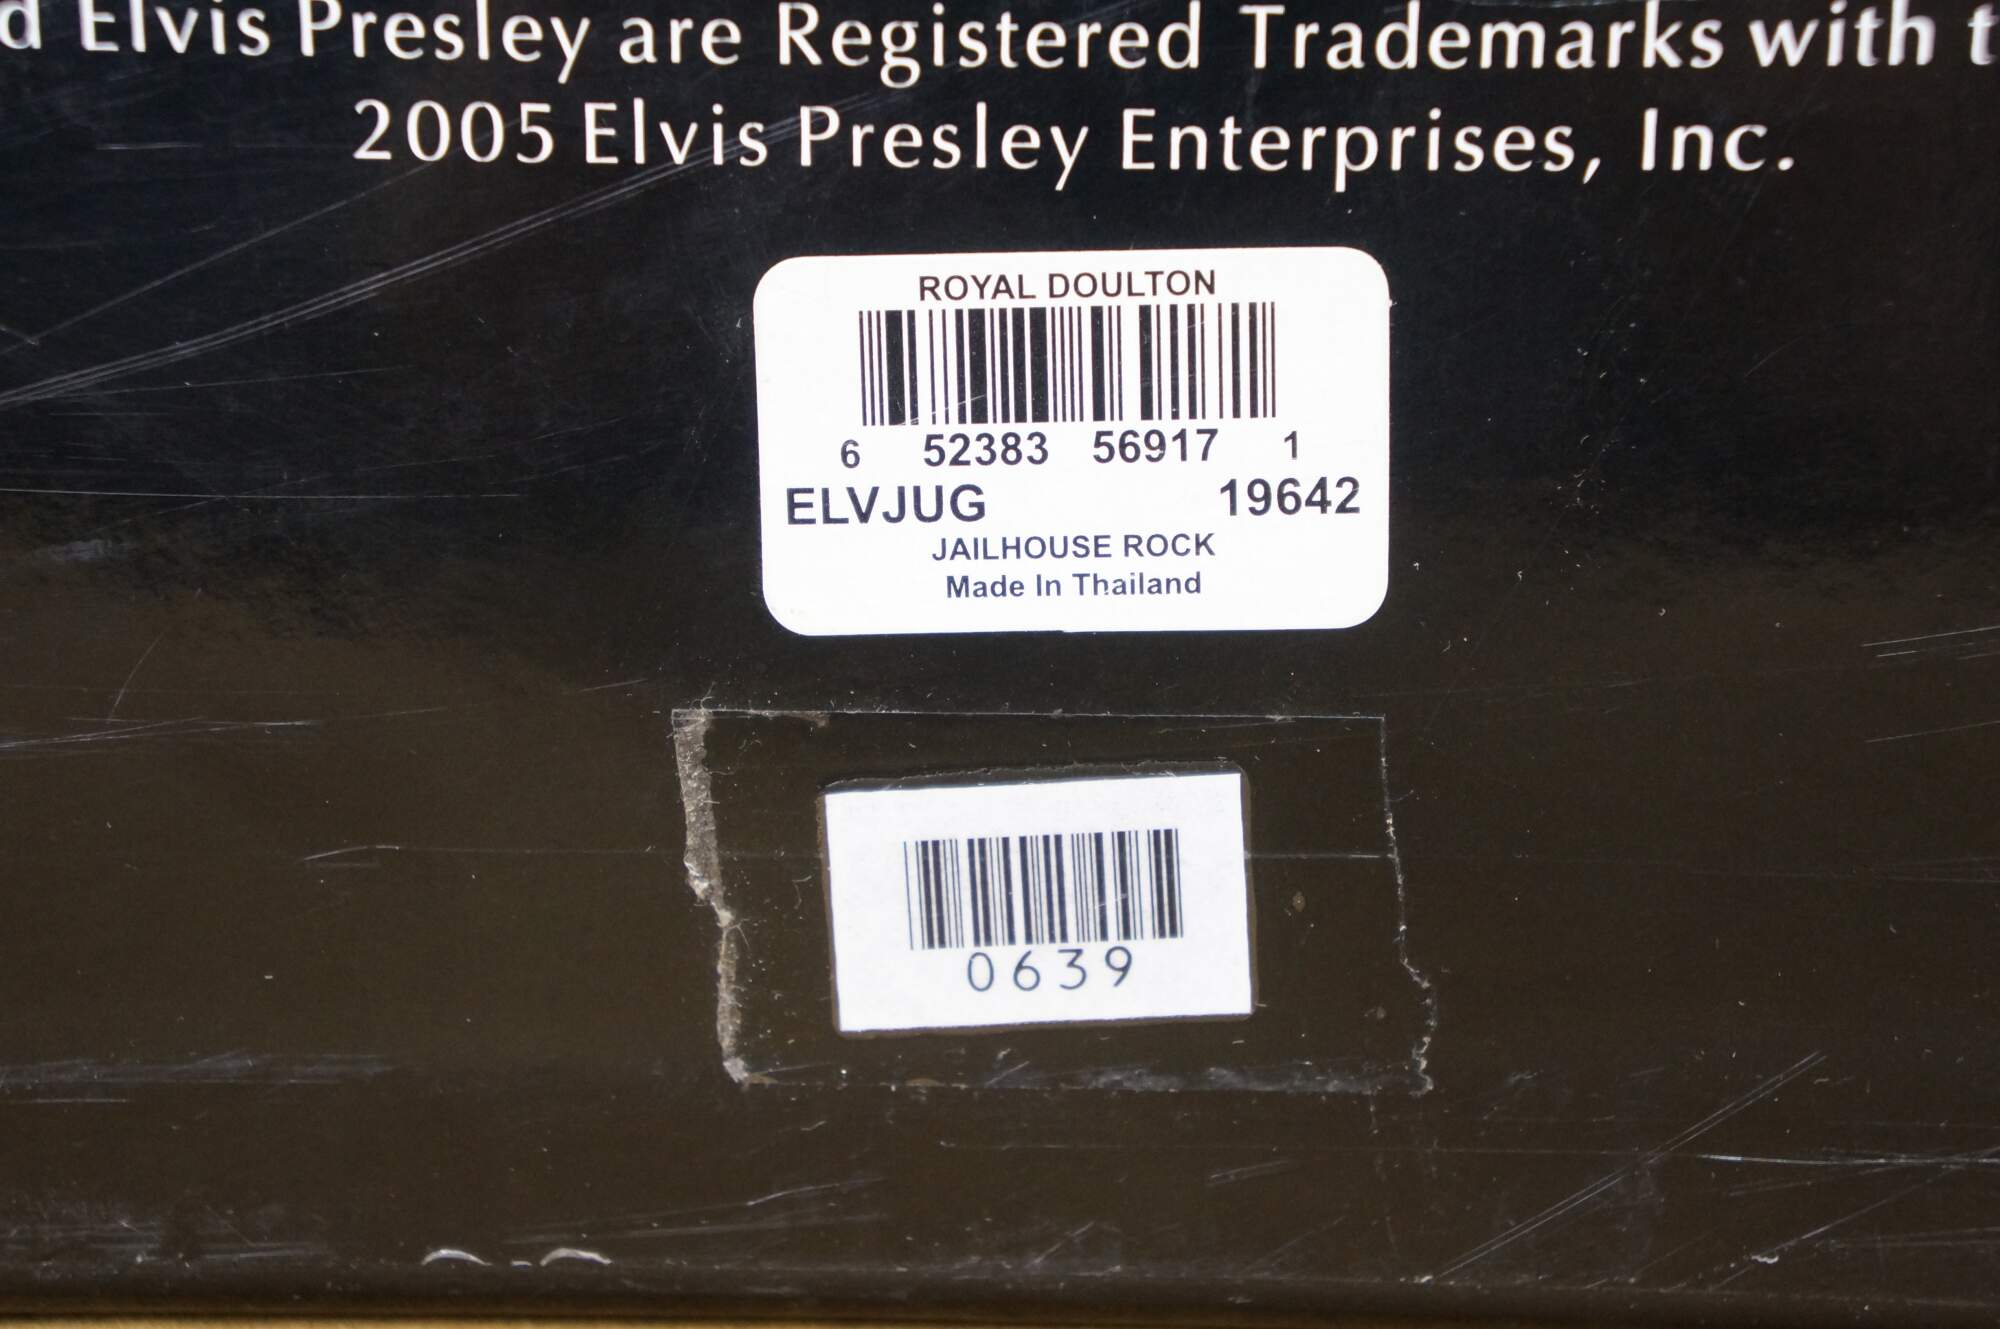 d Elvis Presley are Registered Trademarks with t
2005 Elvis Presley Enterprises, Inc.
ROYAL DOULTON
6 52383 56917 1
ELVJUG 19642
JAILHOUSE ROCK
Made In Thailand
0639